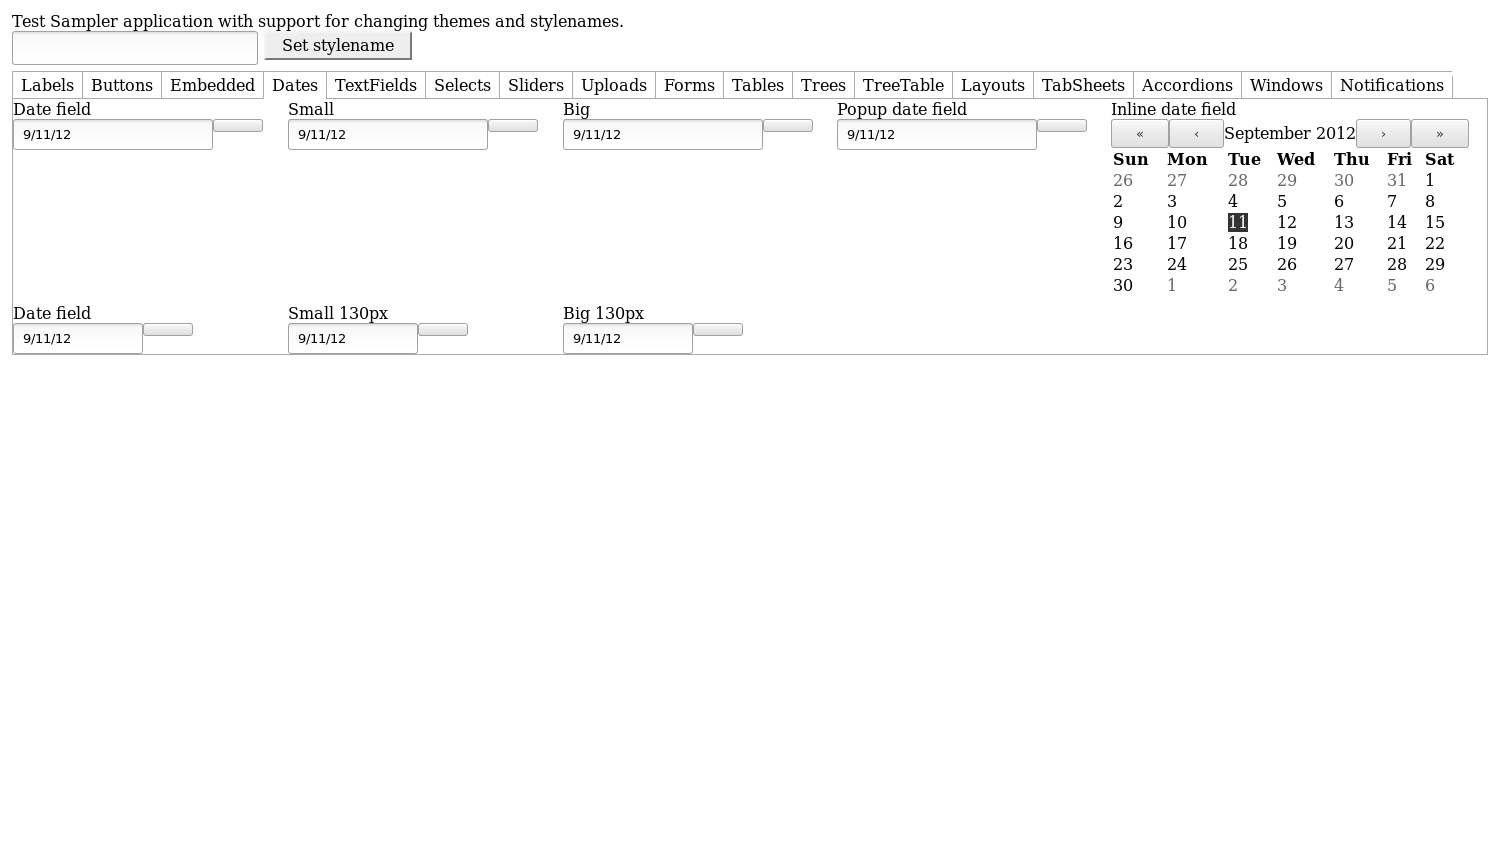 Test Sampler application with support for changing themes and stylenames.
Set stylename
Labels Buttons Embedded Dates TextFields Selects Sliders Uploads Forms Tables Trees TreeTable Layouts TabSheets Accordions Windows Notifications
Date field Small Big Popup date field Inline date field
9/11/12 9/11/12 9/11/12 9/11/12 « ‹ September 2012 › »
Sun Mon Tue Wed Thu Fri Sat
26 27 28 29 30 31 1
2 3 4 5 6 7 8
9 10 11 12 13 14 15
16 17 18 19 20 21 22
23 24 25 26 27 28 29
30 1 2 3 4 5 6
Date field Small 130px Big 130px
9/11/12 9/11/12 9/11/12